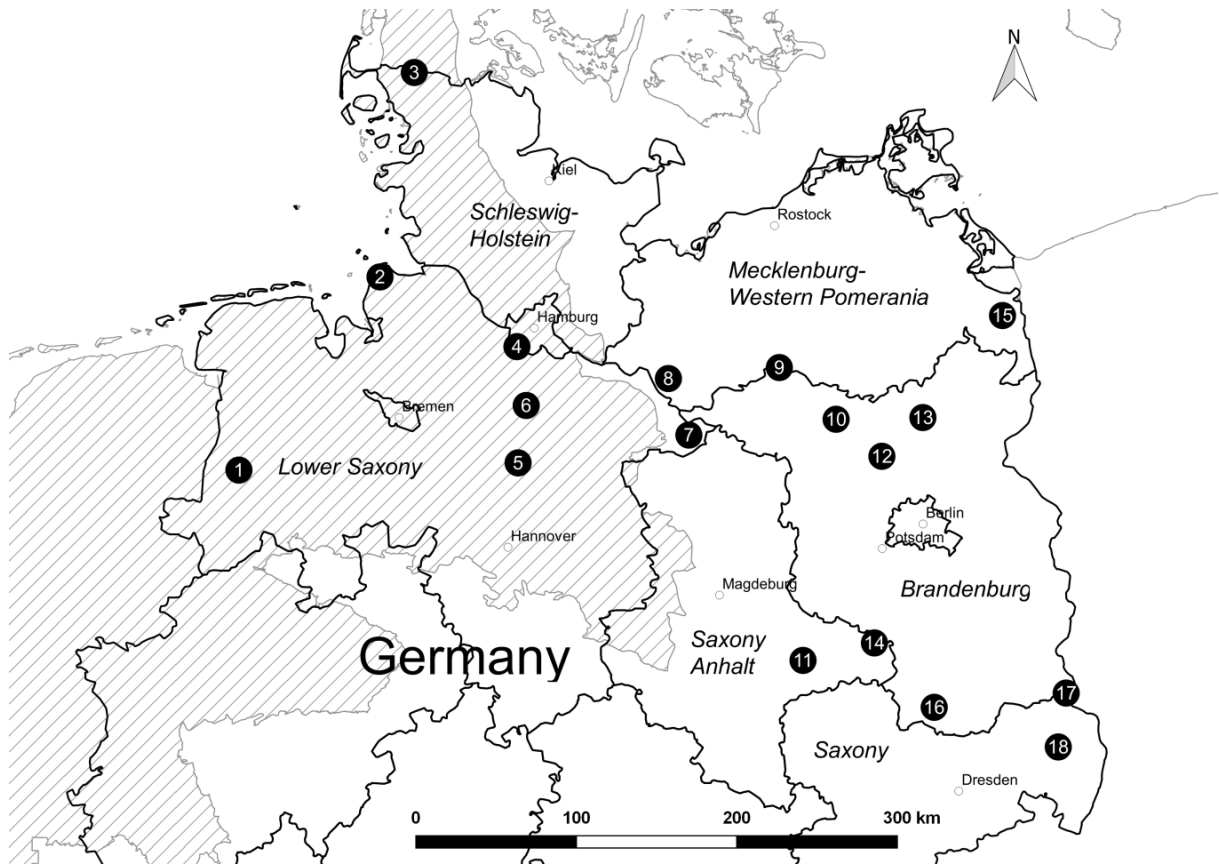 N
3
Kiel
Schleswig-
Holstein
Rostock
2
Mecklenburg-
Western Pomerania
15
Hamburg
4
9
8
6
Bremen
10
13
7
12
5
1
Lower Saxony
Berlin
Hannover
Potsdam
Magdeburg
Brandenburg
Saxony
Anhalt
14
11
Germany
17
16
Saxony
18
Dresden
0
100
200
300 km